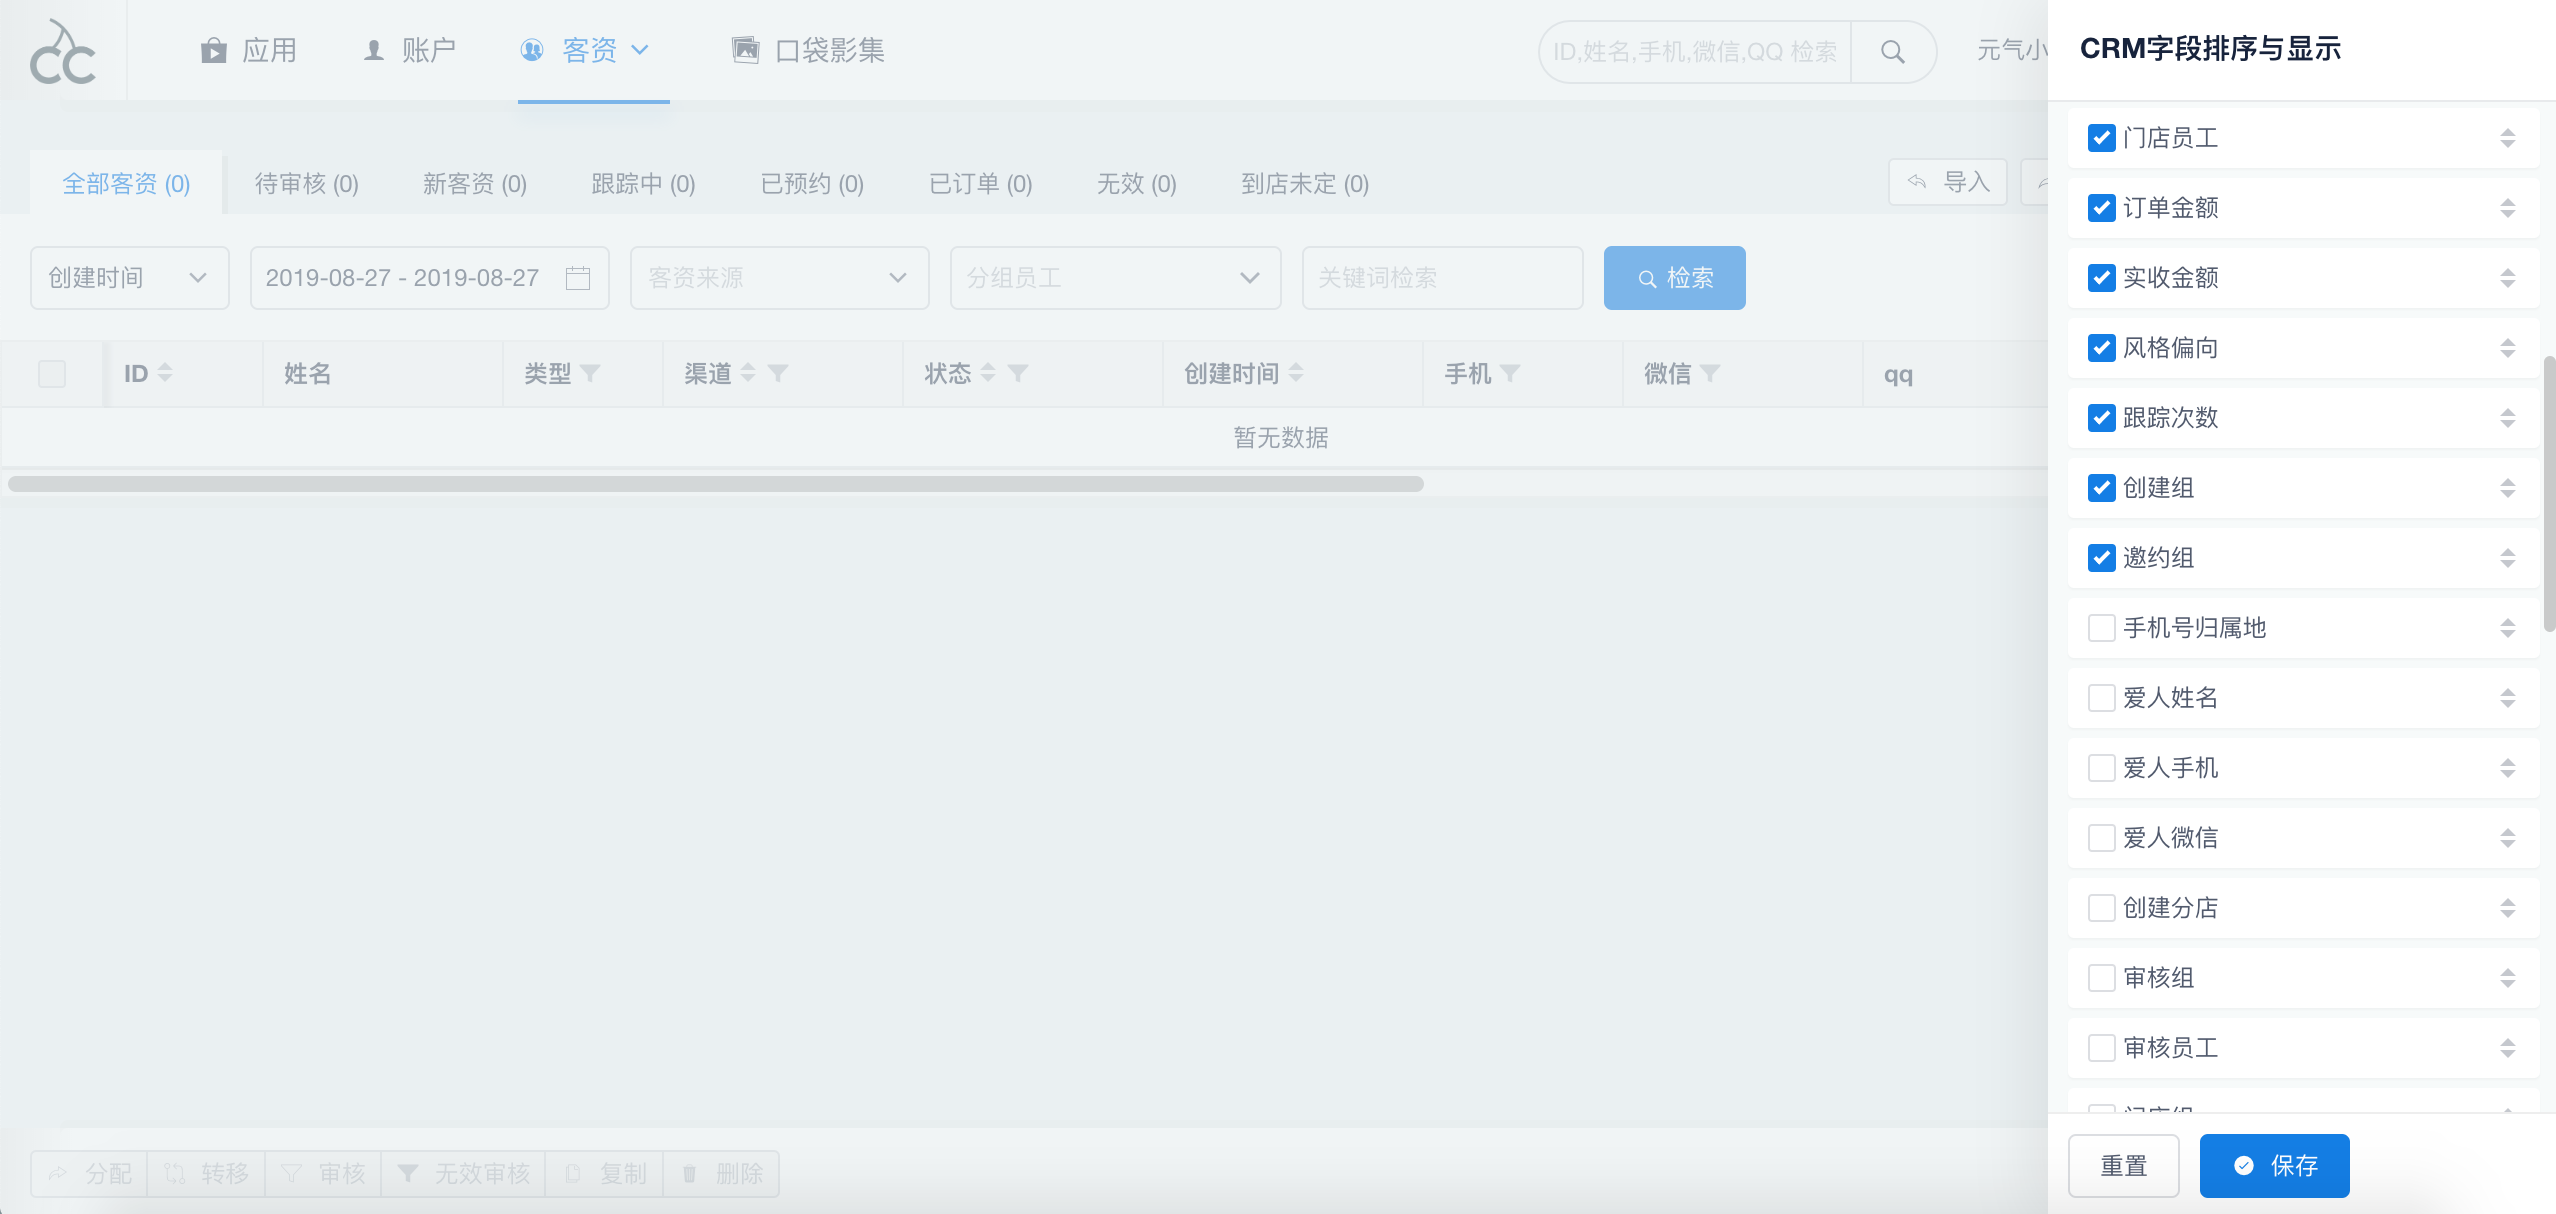 CC
应用
账户
客资
口袋影集
ID,姓名,手机,微信,QQ 检索
元气小
CRM字段排序与显示
全部客资 (0)
待审核 (0)
新客资 (0)
跟踪中 (0)
已预约 (0)
已订单 (0)
无效 (0)
到店未定 (0)
导入
创建时间
2019-08-27 - 2019-08-27
客资来源
分组员工
关键词检索
检索
ID
姓名
类型
渠道
状态
创建时间
手机
微信
qq
暂无数据
门店员工
订单金额
实收金额
风格偏向
跟踪次数
创建组
邀约组
手机号归属地
爱人姓名
爱人手机
爱人微信
创建分店
审核组
审核员工
分配
转移
审核
无效审核
复制
删除
重置
保存